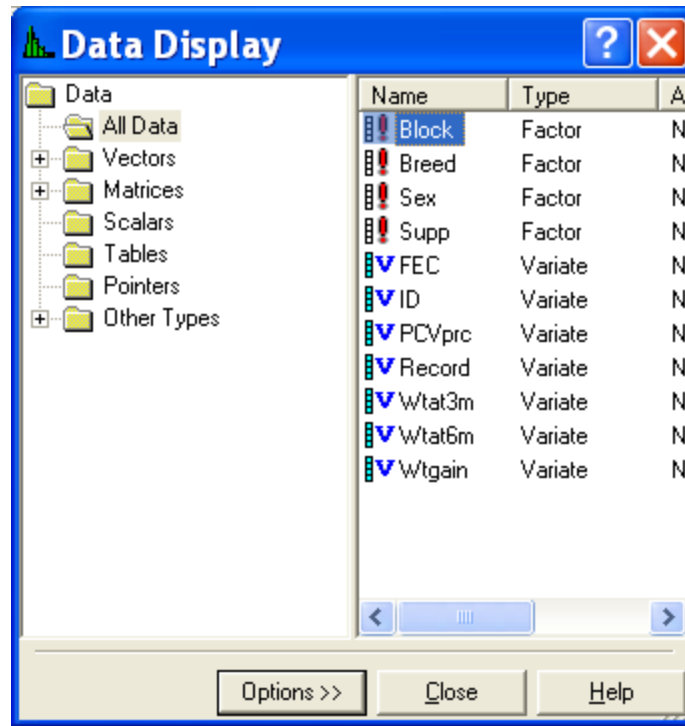 Data Display
Data
All Data
Vectors
Matrices
Scalars
Tables
Pointers
Other Types
Name Type A
Block Factor N
Breed Factor N
Sex Factor N
Supp Factor N
FEC Variate N
ID Variate N
PCVprc Variate N
Record Variate N
Wtat3m Variate N
Wtat6m Variate N
Wtgain Variate N
Options >> Close Help